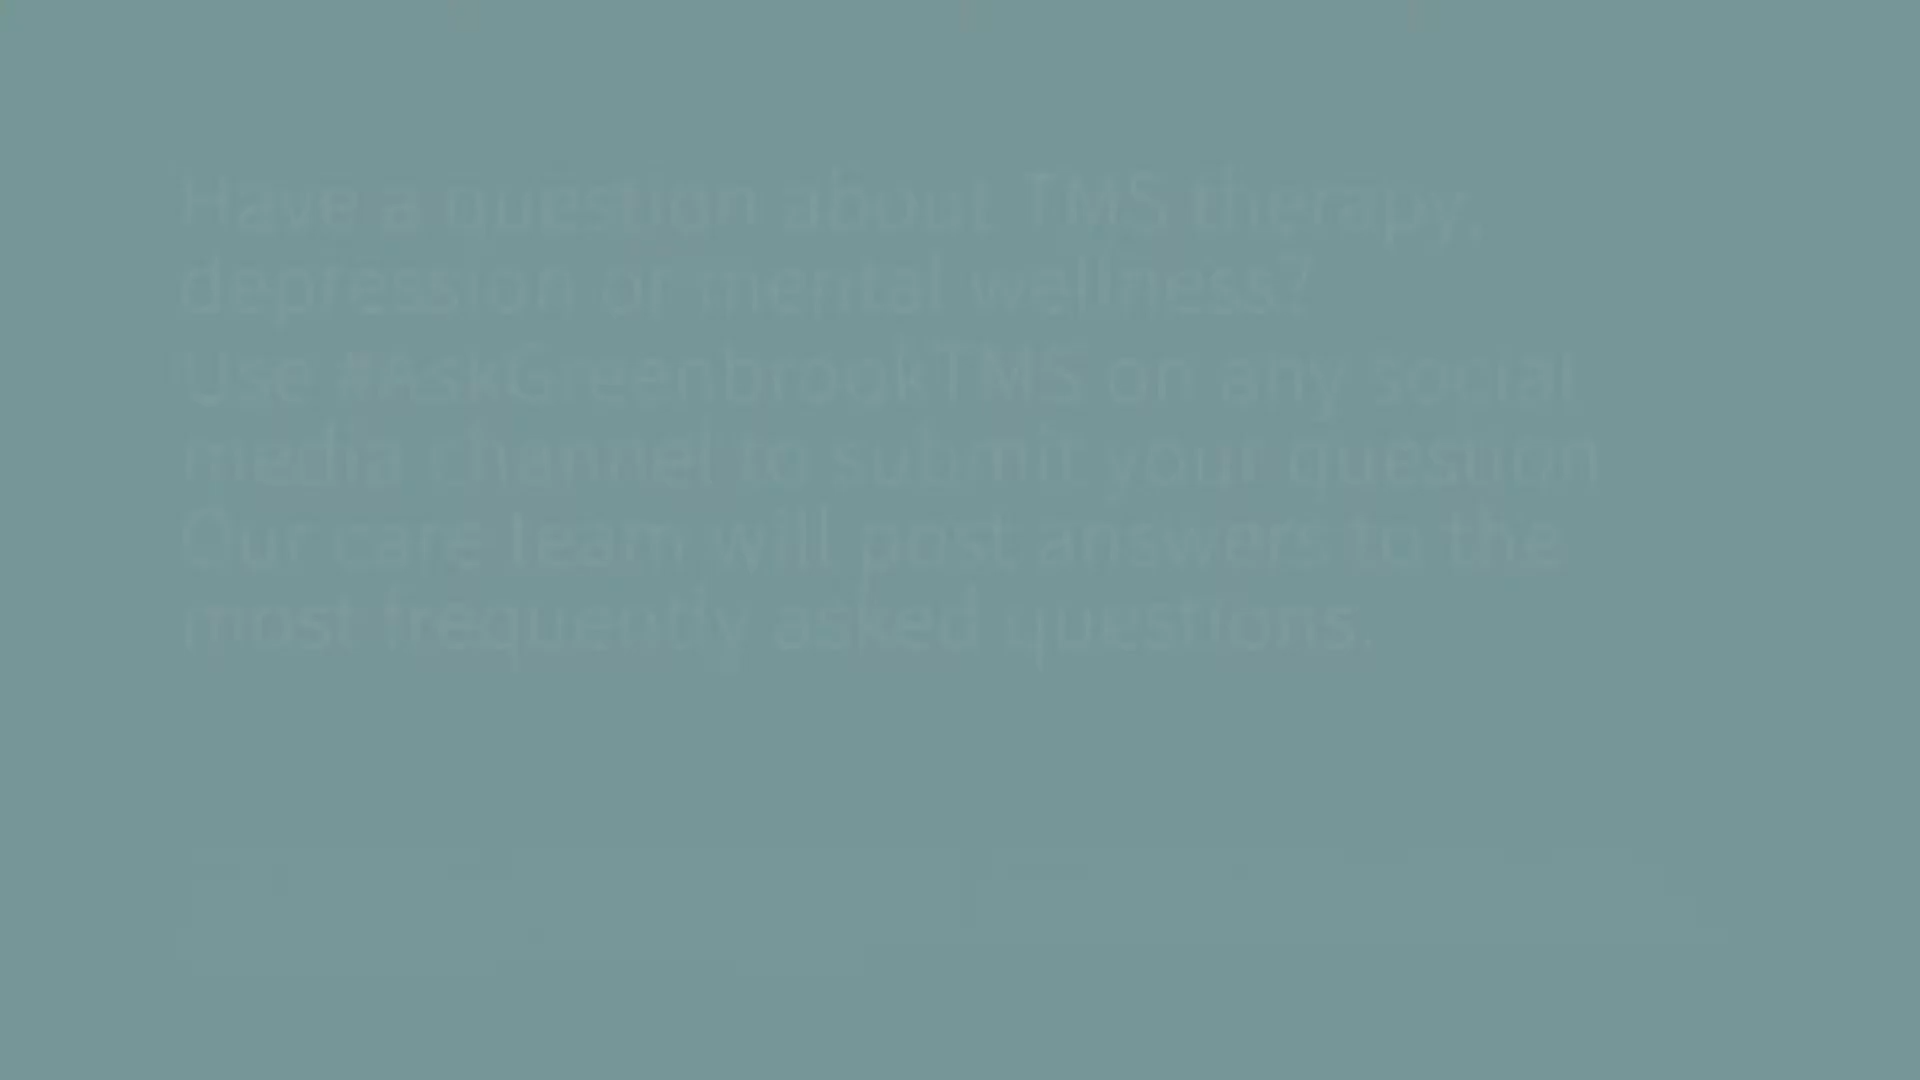 Have a question about TMS therapy,
depression or mental wellness?
Use #AskGreenbrookTMS on any social
media channel to submit your question
Our care team will post answers to the
most frequently asked questions.